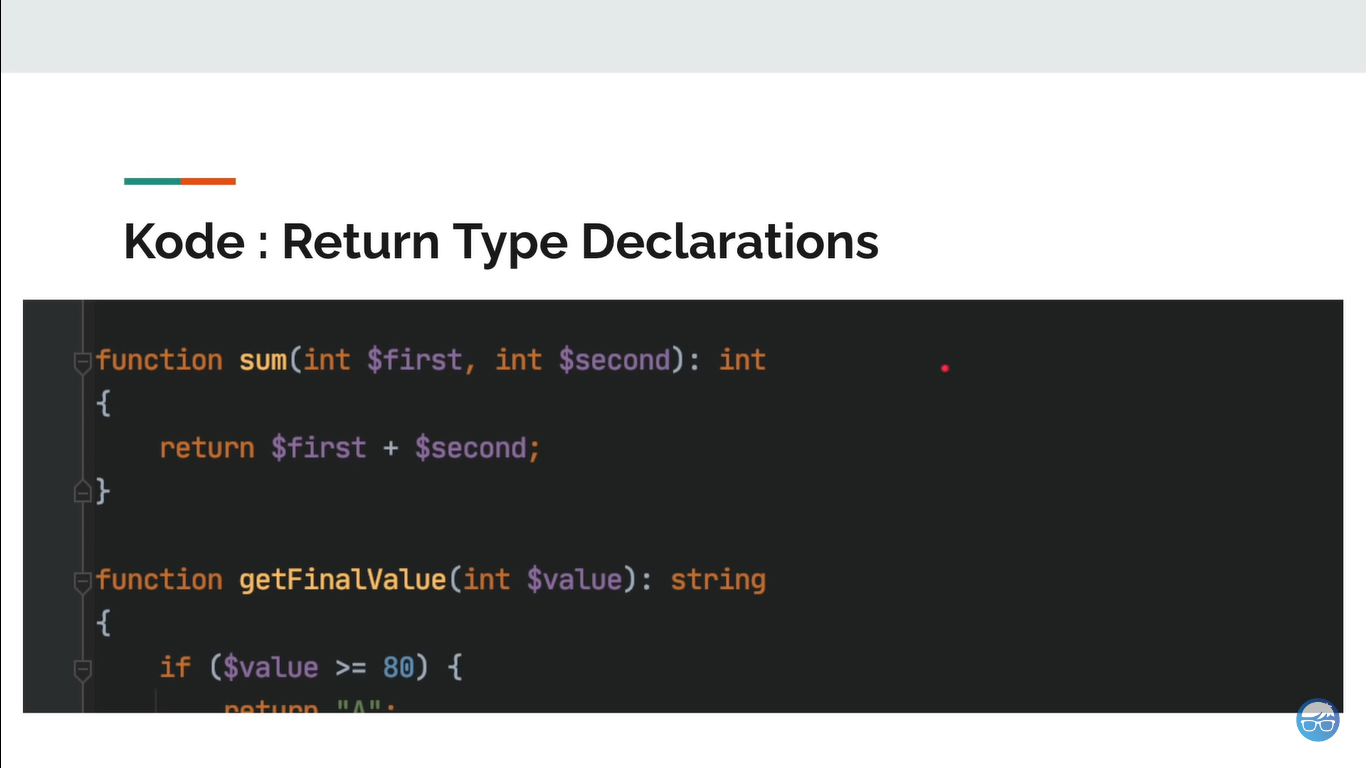 Kode : Return Type Declarations
function sum(int $first, int $second): int
{
return $first + $second;
}
function getFinalValue(int $value): string
{
if ($value >= 80) {
return "A";